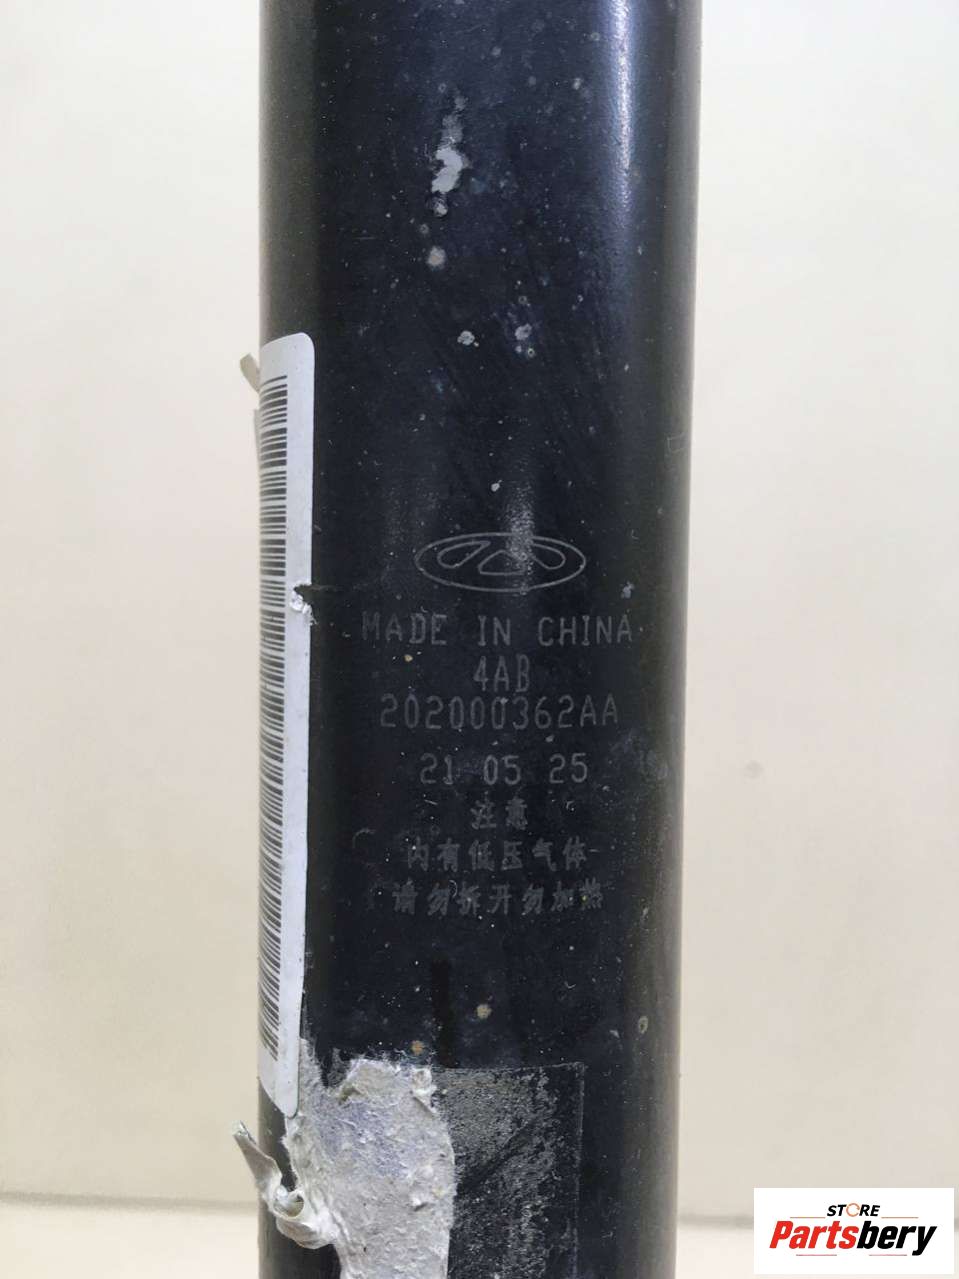 MADE IN CHINA
4AB
202000362AA
21 05 25
注意
内有低压气体
请勿拆开勿加热
STORE
Partsbery